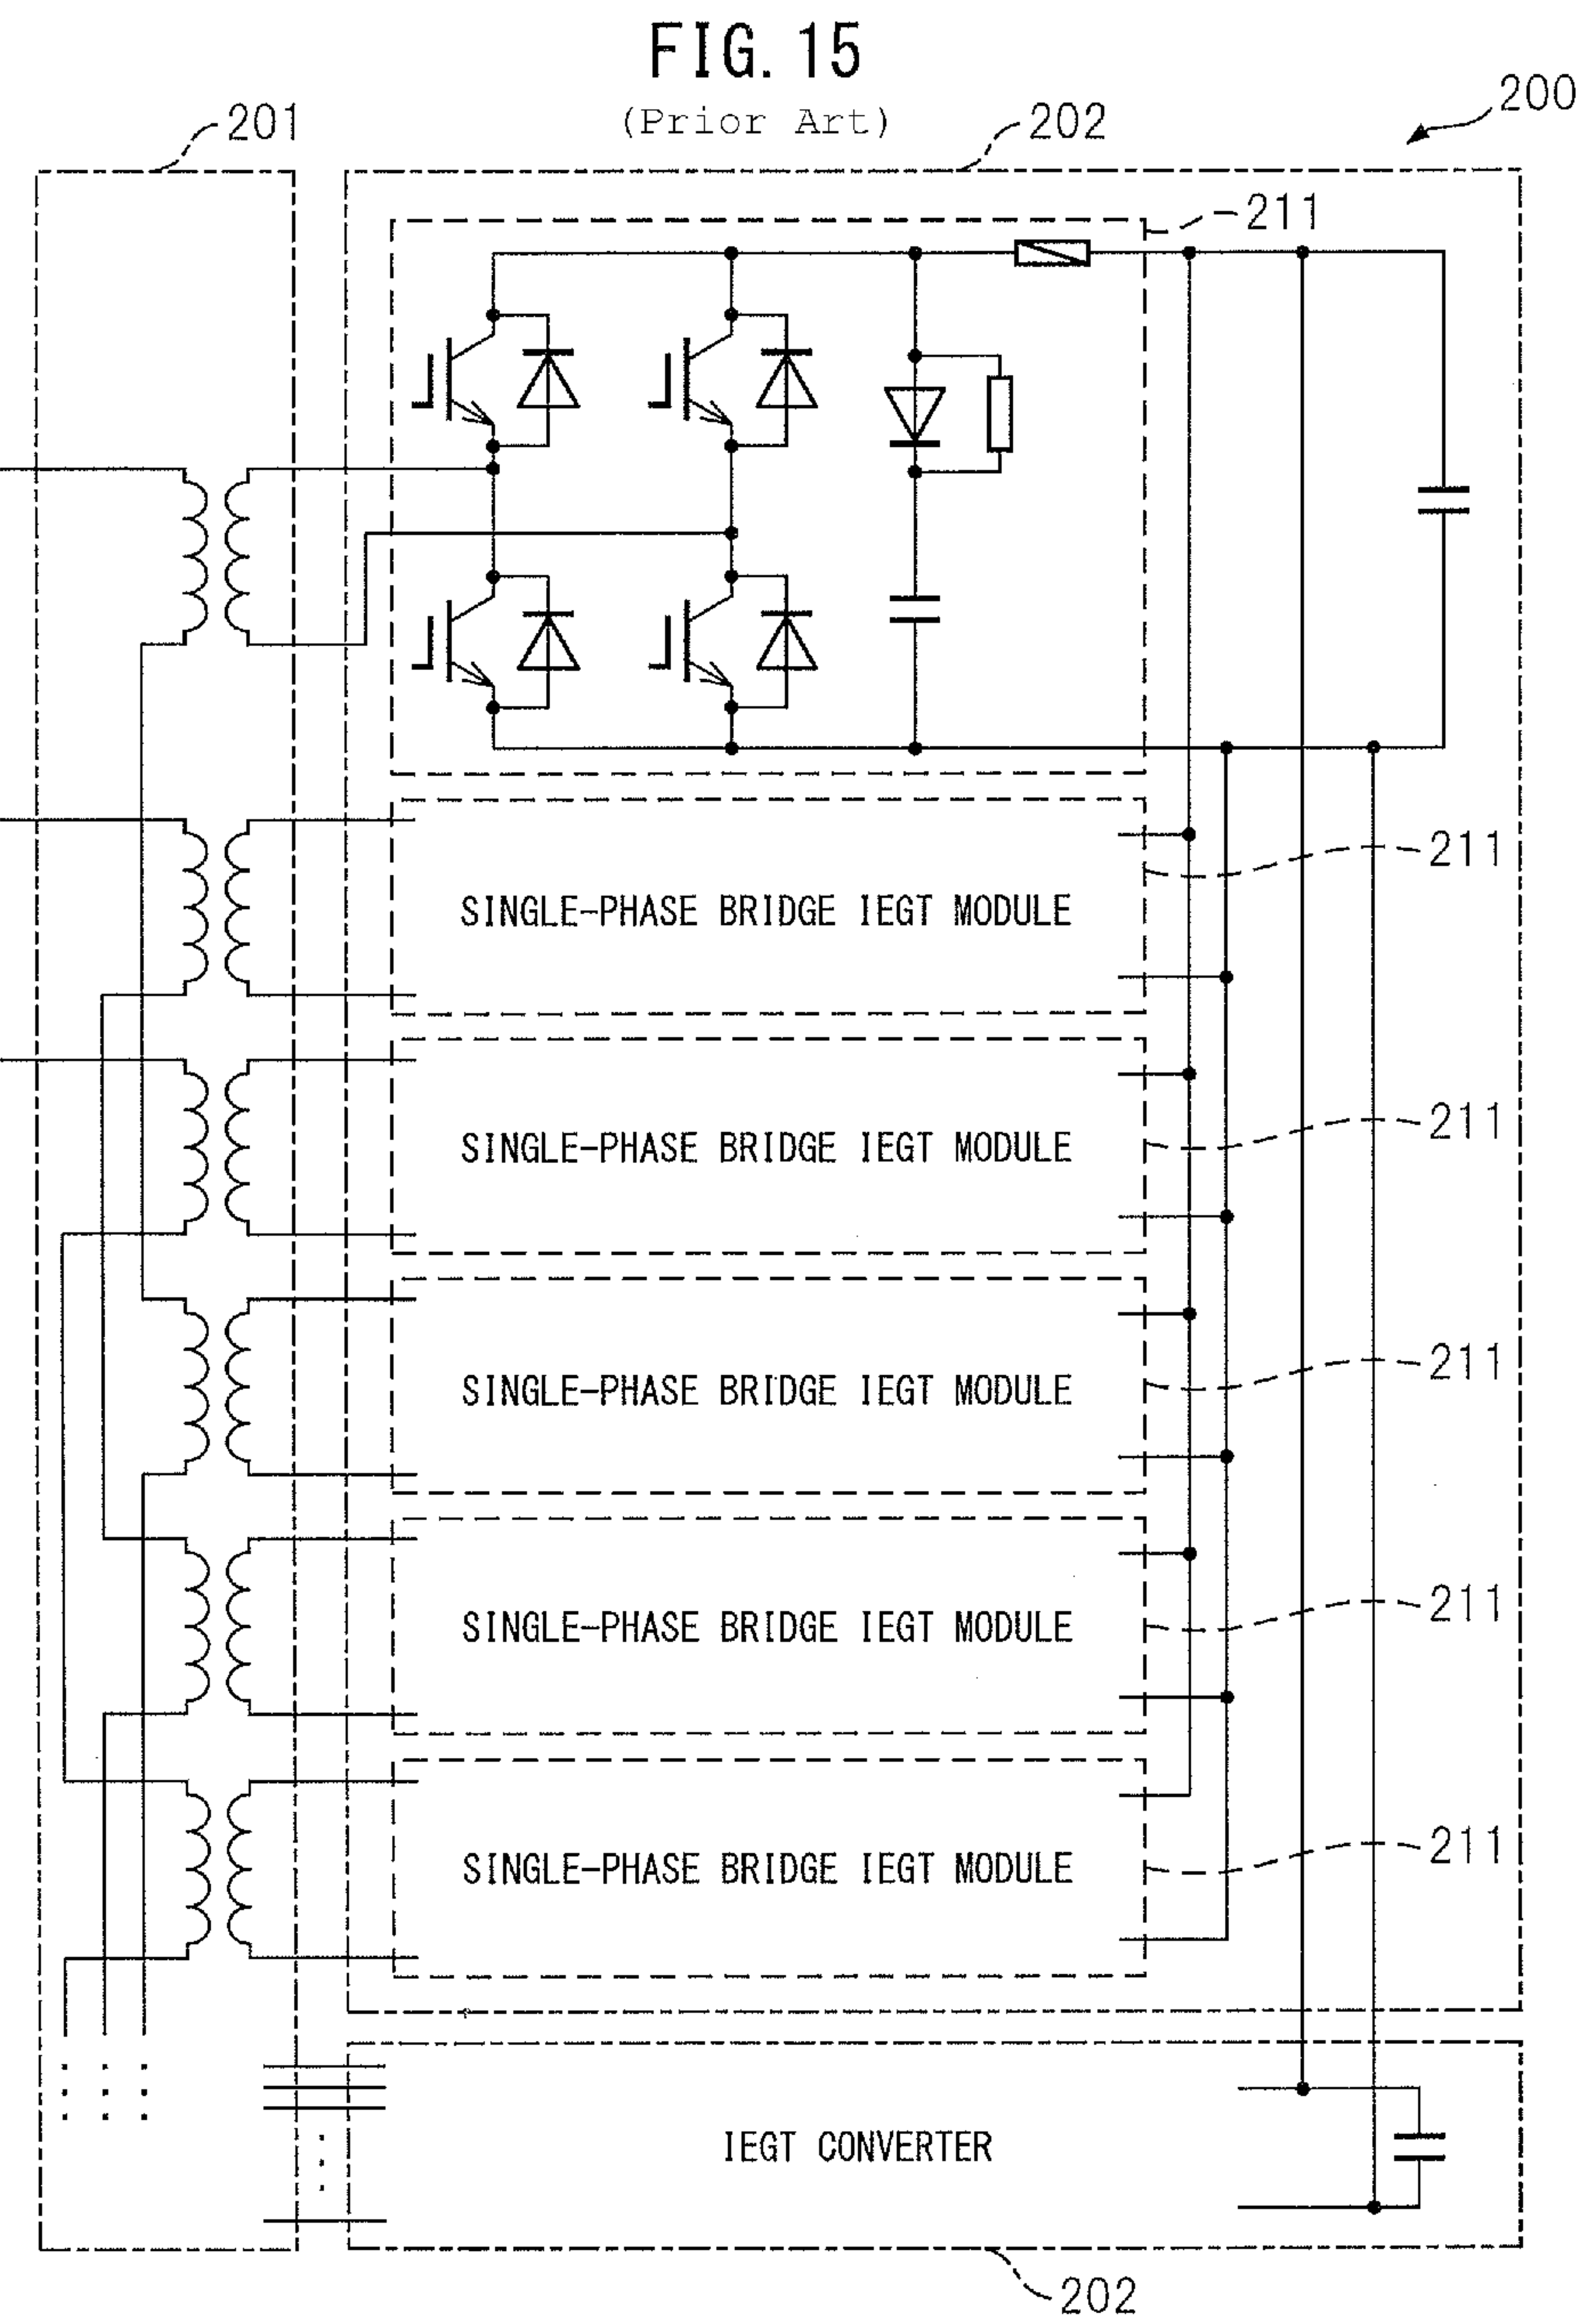 FIG. 15
(Prior Art)
200
201
202
211
SINGLE-PHASE BRIDGE IEGT MODULE
211
SINGLE-PHASE BRIDGE IEGT MODULE
211
SINGLE-PHASE BRIDGE IEGT MODULE
211
SINGLE-PHASE BRIDGE IEGT MODULE
211
SINGLE-PHASE BRIDGE IEGT MODULE
211
IEGT CONVERTER
202